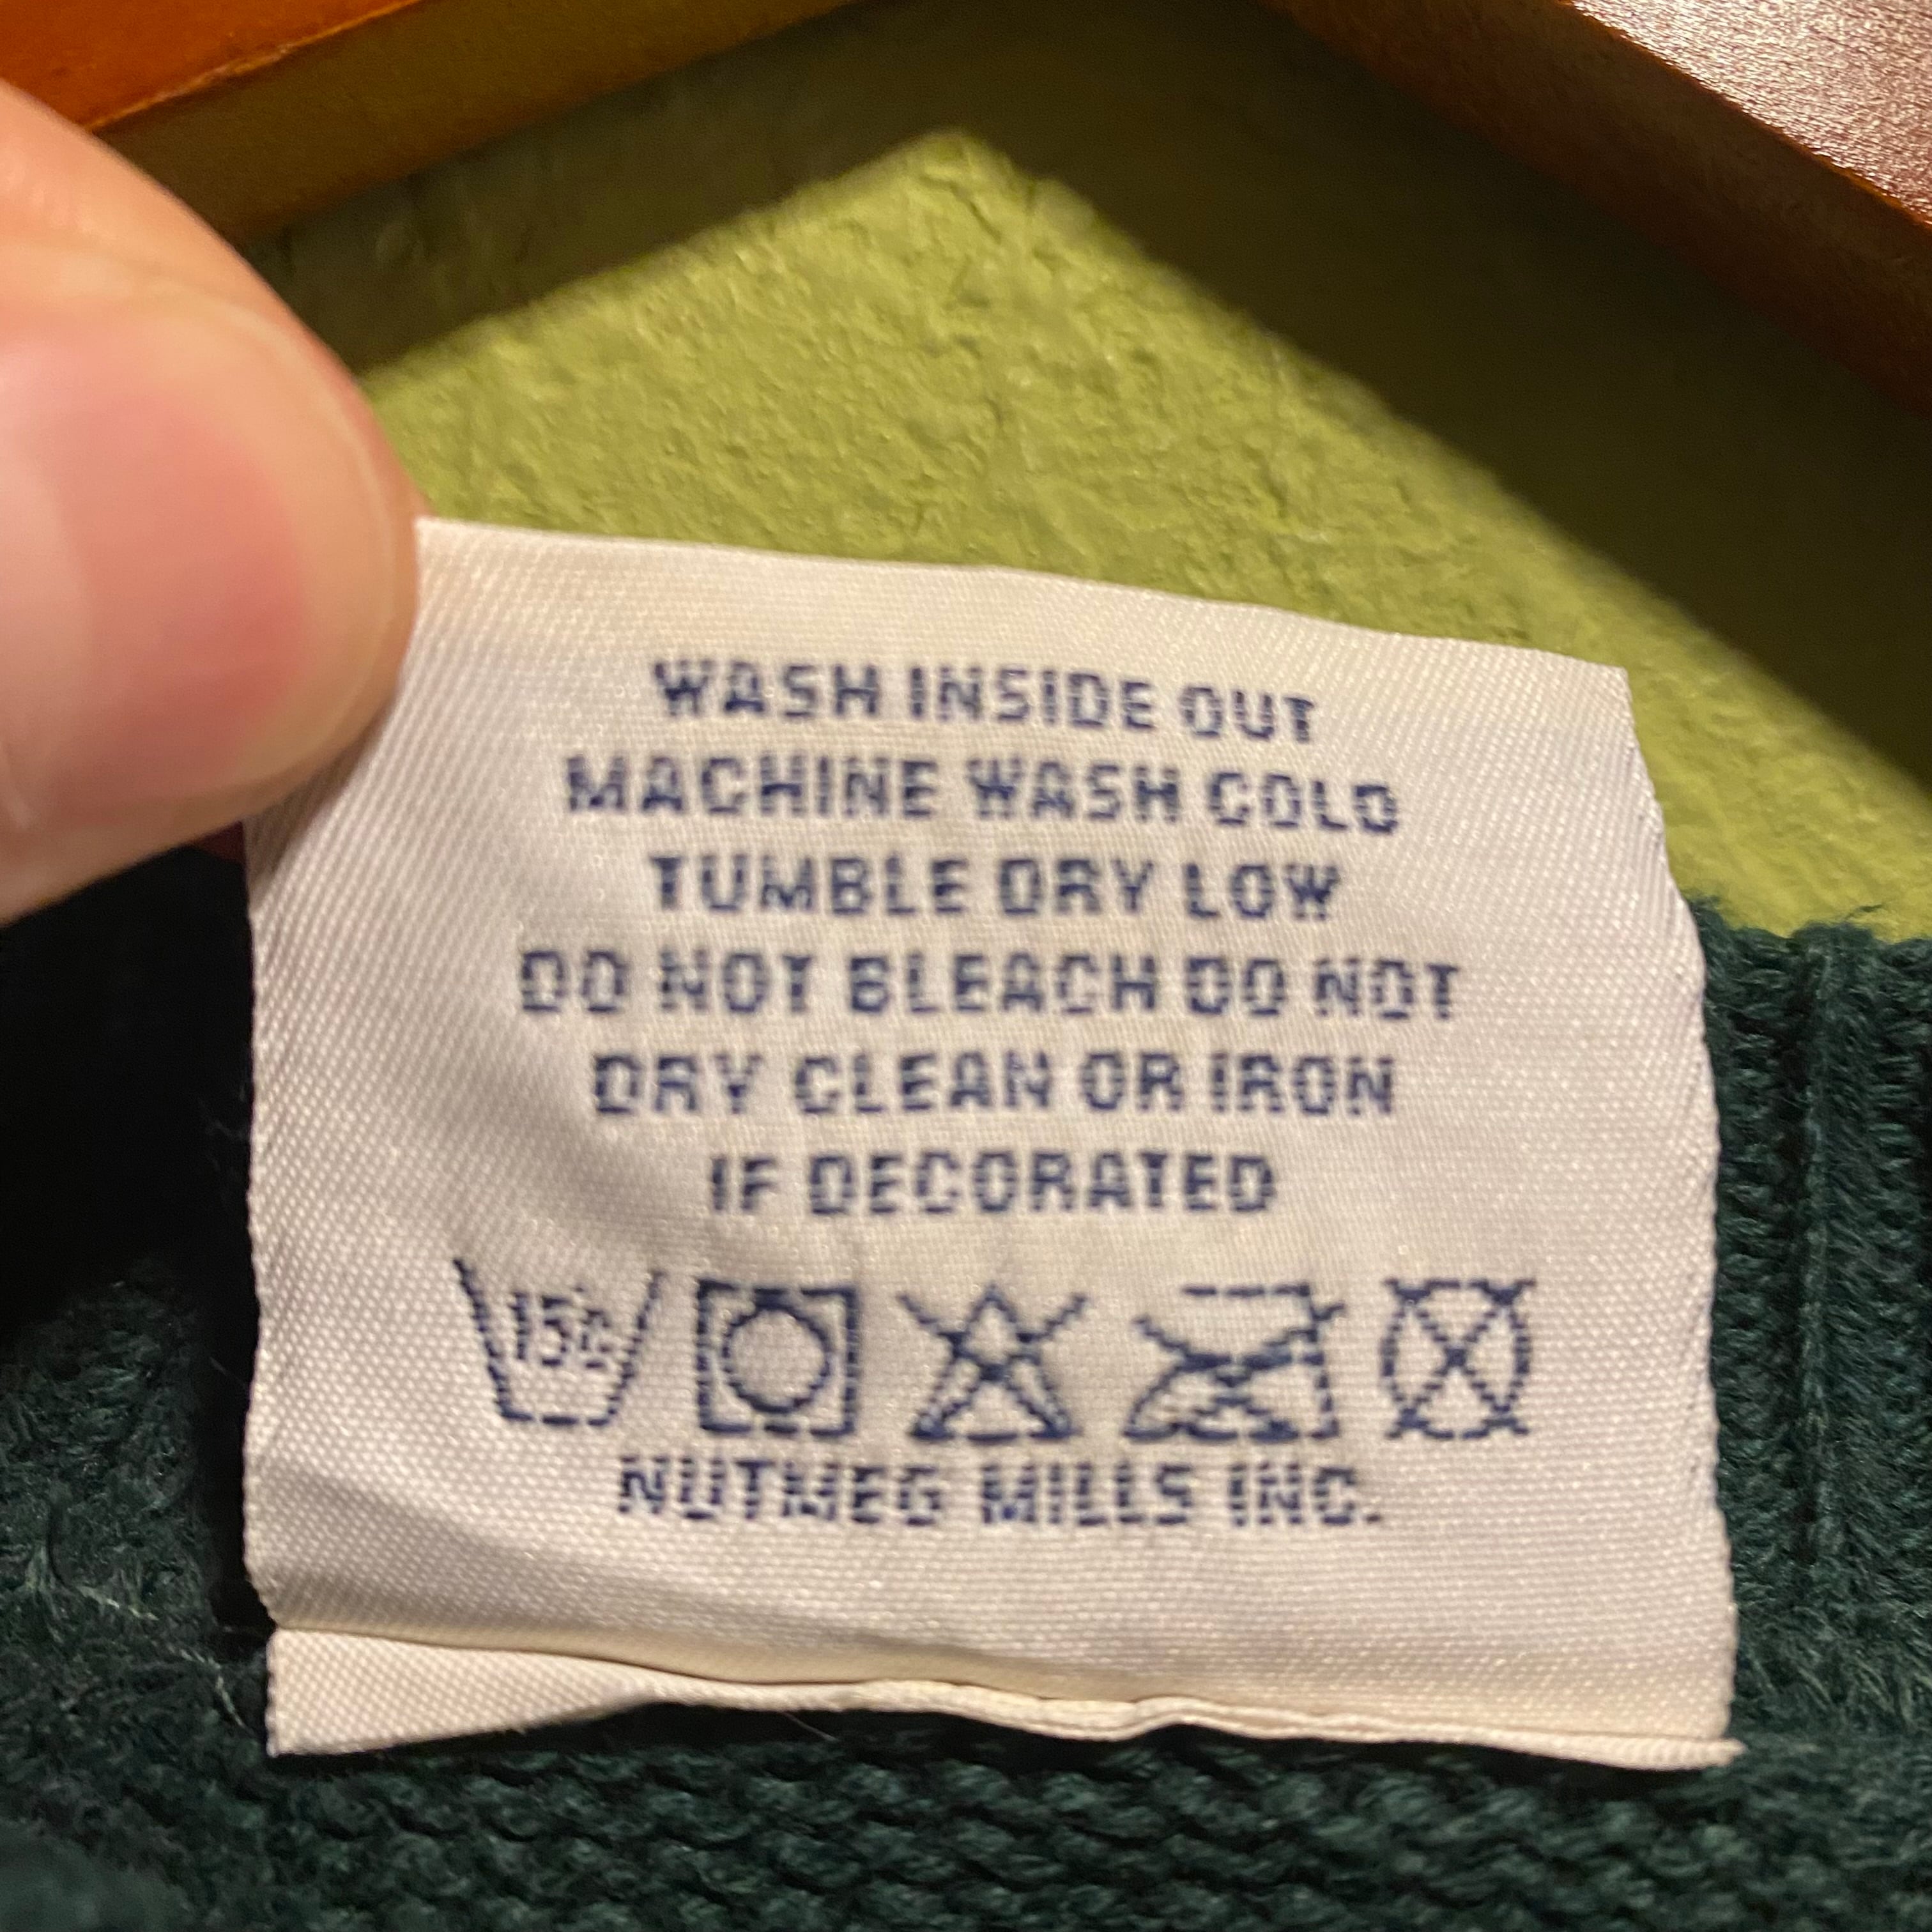 WASH INSIDE OUT
MACHINE WASH COLD
TUMBLE DRY LOW
DO NOT BLEACH DO NOT
DRY CLEAN OR IRON
IF DECORATED
15°c
NUTMEG MILLS INC.